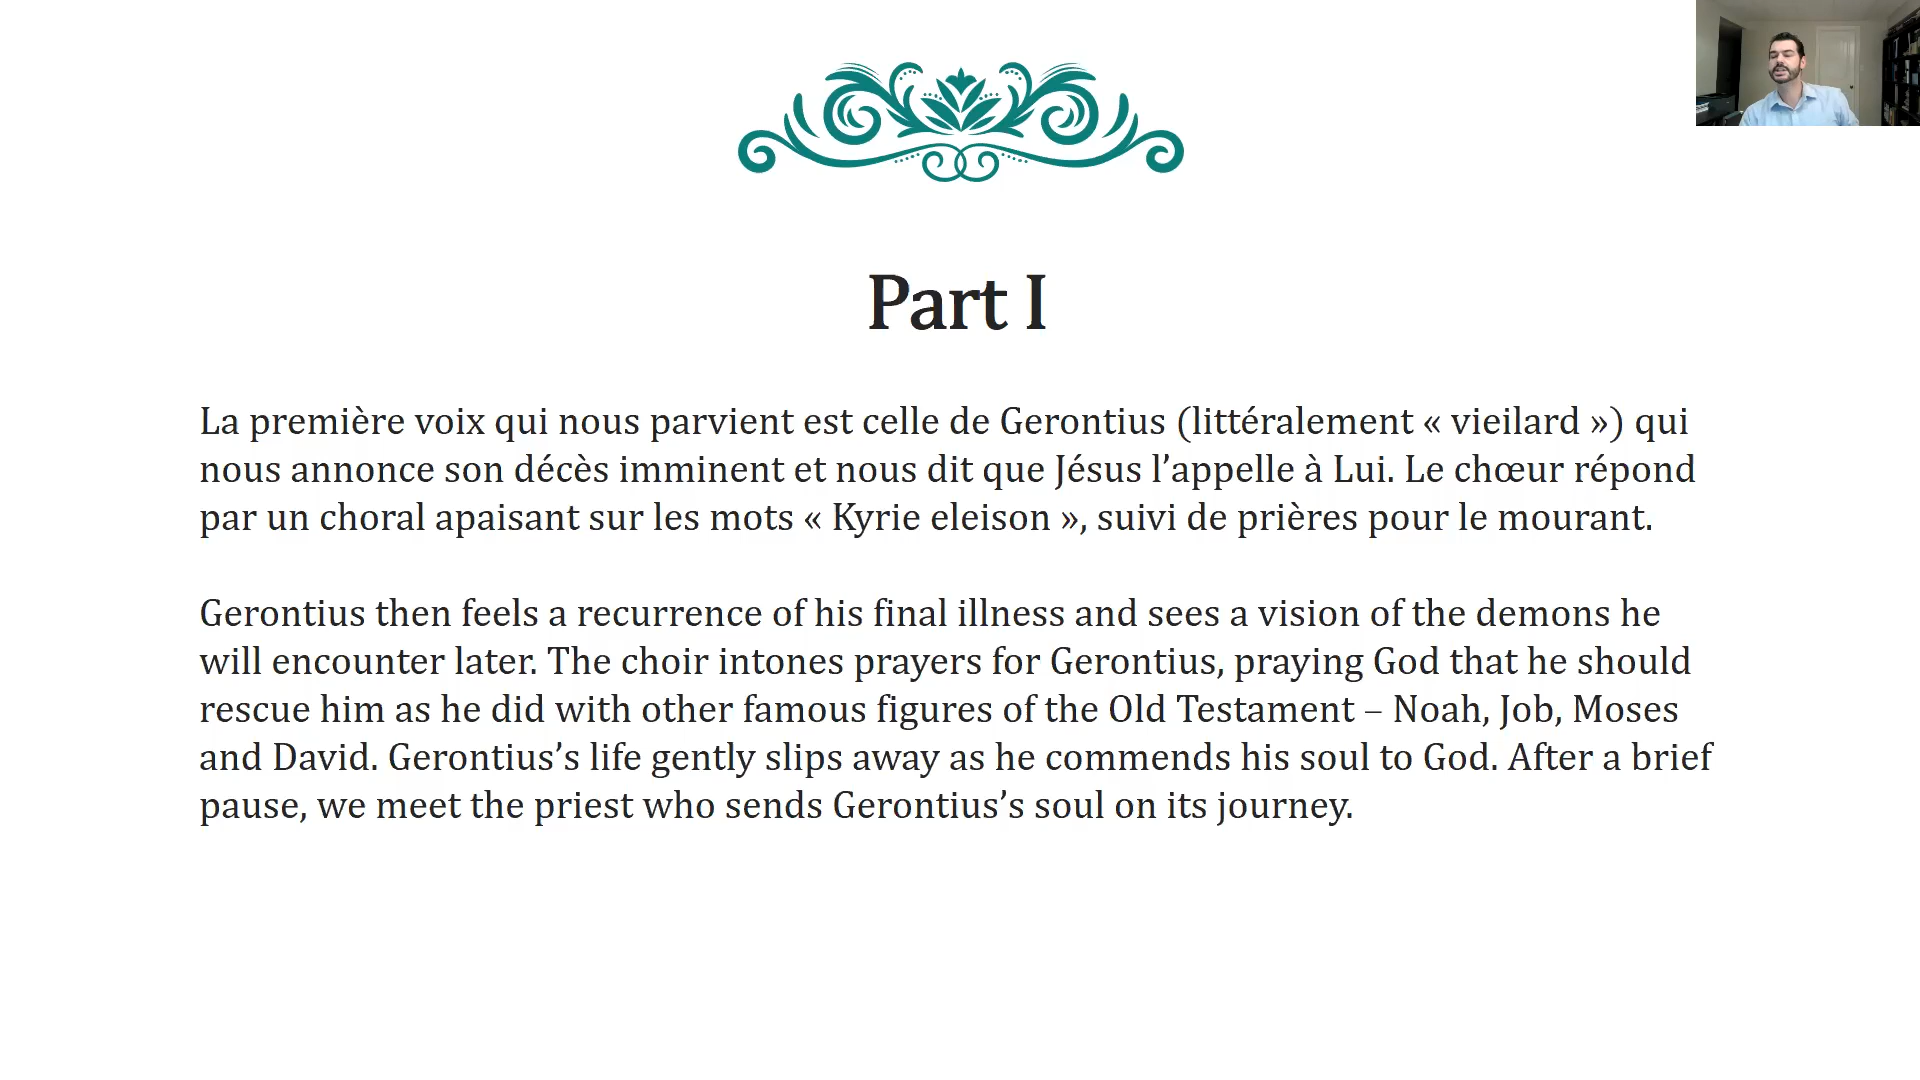 Part I
La première voix qui nous parvient est celle de Gerontius (littéralement « vieilard ») qui
nous annonce son décès imminent et nous dit que Jésus l’appelle à Lui. Le chœur répond
par un choral apaisant sur les mots « Kyrie eleison », suivi de prières pour le mourant.
Gerontius then feels a recurrence of his final illness and sees a vision of the demons he
will encounter later. The choir intones prayers for Gerontius, praying God that he should
rescue him as he did with other famous figures of the Old Testament – Noah, Job, Moses
and David. Gerontius’s life gently slips away as he commends his soul to God. After a brief
pause, we meet the priest who sends Gerontius’s soul on its journey.